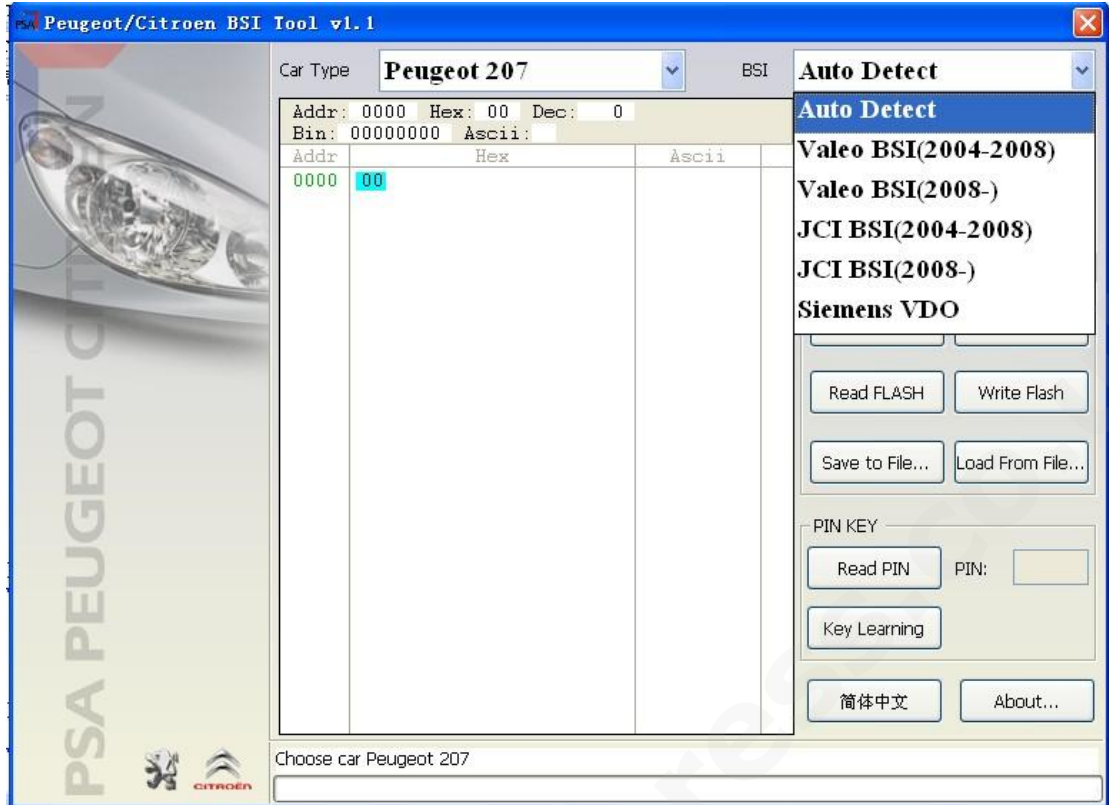 Peugeot/Citroen BSI Tool v1.1
Car Type Peugeot 207 BSI Auto Detect
Auto Detect
Valeo BSI(2004-2008)
Valeo BSI(2008-)
JCI BSI(2004-2008)
JCI BSI(2008-)
Siemens VDO
Addr: 0000 Hex: 00 Dec: 0
Bin: 00000000 Ascii:
Addr Hex Ascii
0000 00
Read FLASH Write Flash
Save to File... Load From File...
PIN KEY
Read PIN PIN:
Key Learning
简体中文 About...
Choose car Peugeot 207
PSA PEUGEOT CITROEN
CITROËN